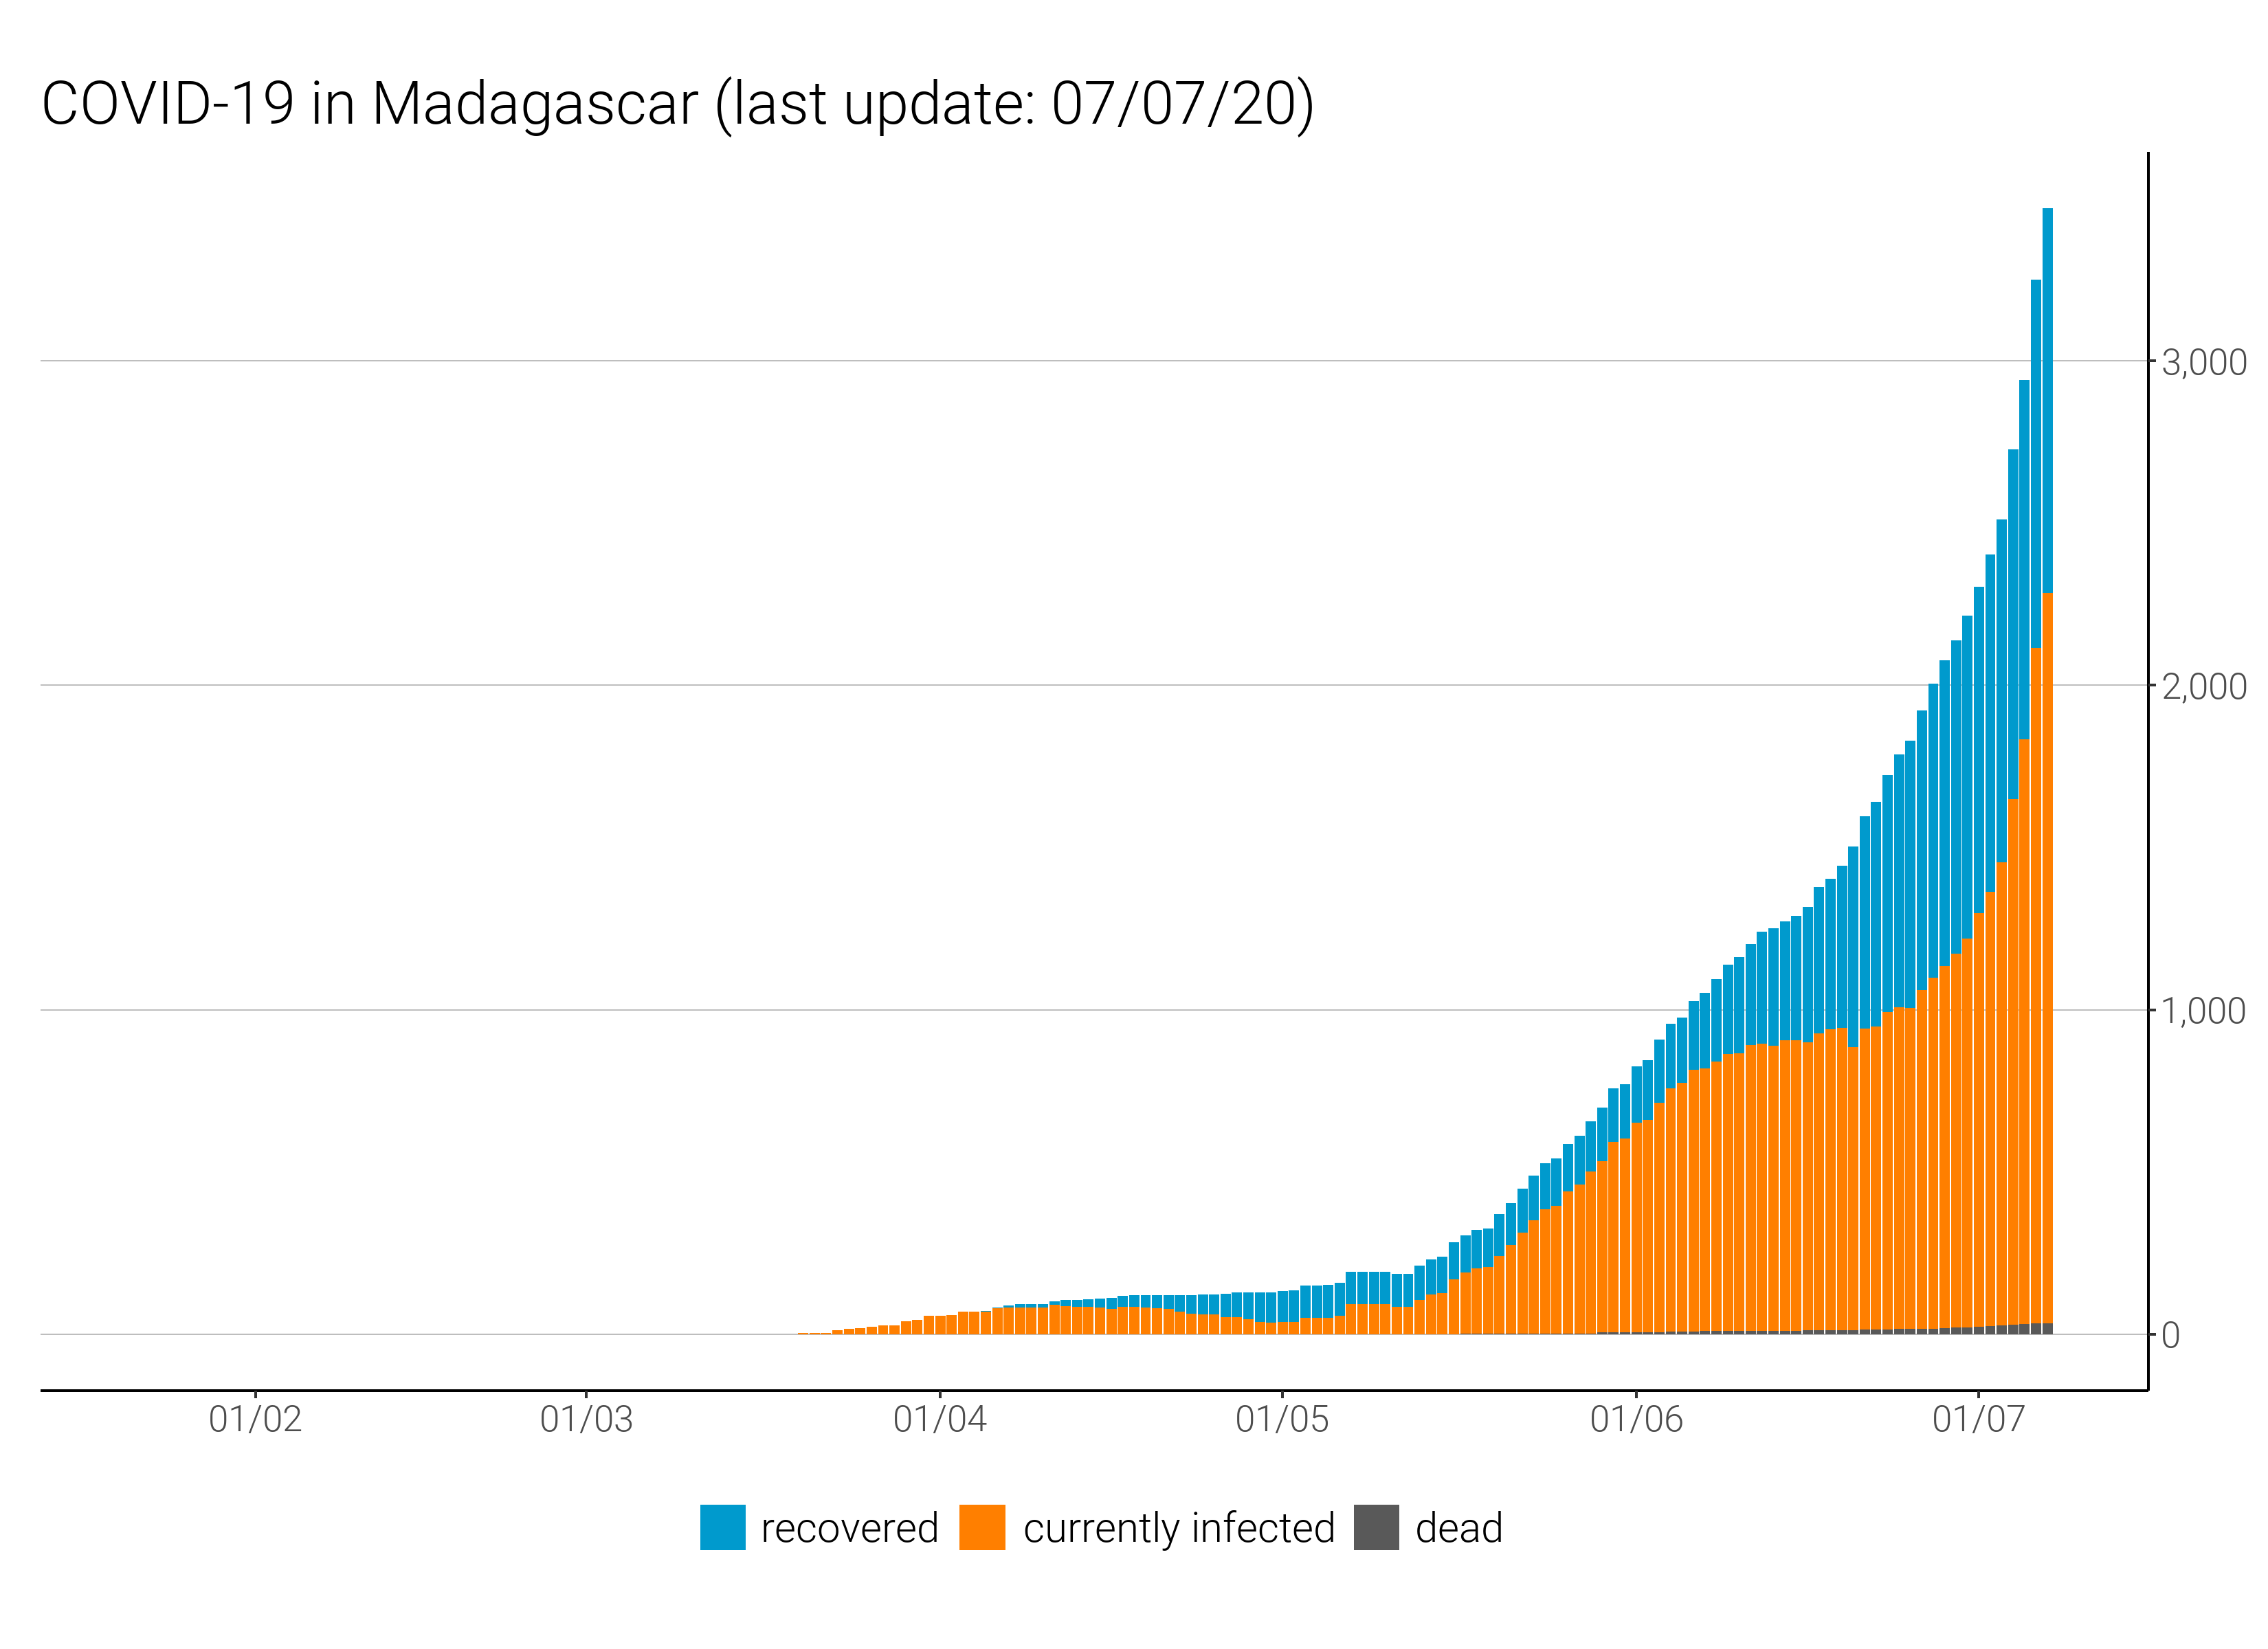 COVID-19 in Madagascar (last update: 07/07/20)
3,000
2,000
1,000
0
01/02 01/03 01/04 01/05 01/06 01/07
recovered currently infected dead